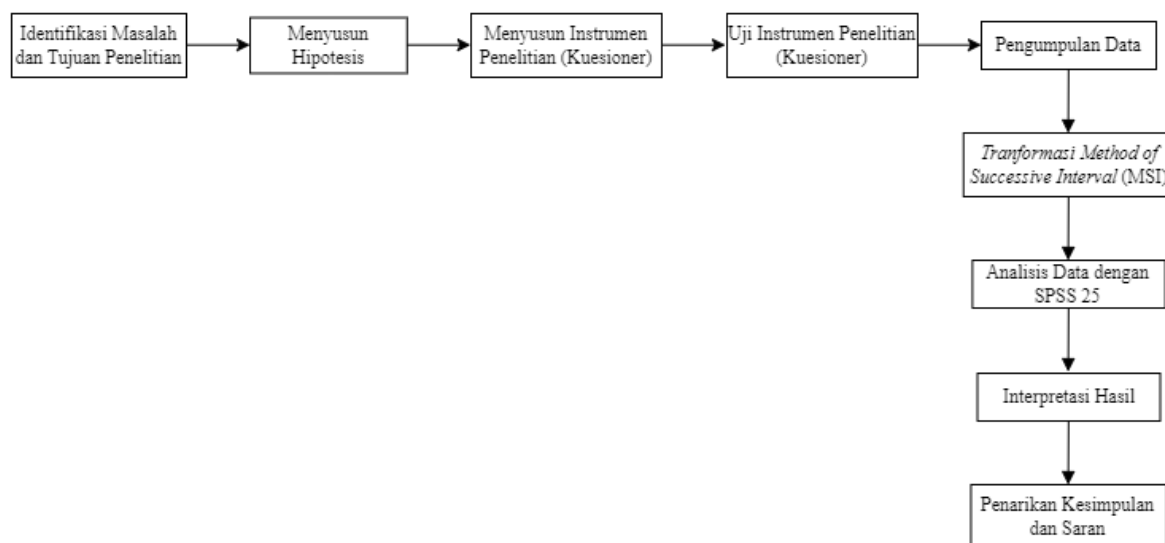 Identifikasi Masalah
dan Tujuan Penelitian
Menyusun
Hipotesis
Menyusun Instrumen
Penelitian (Kuesioner)
Uji Instrumen Penelitian
(Kuesioner)
Pengumpulan Data
Tranformasi Method of
Successive Interval (MSI)
Analisis Data dengan
SPSS 25
Interpretasi Hasil
Penarikan Kesimpulan
dan Saran